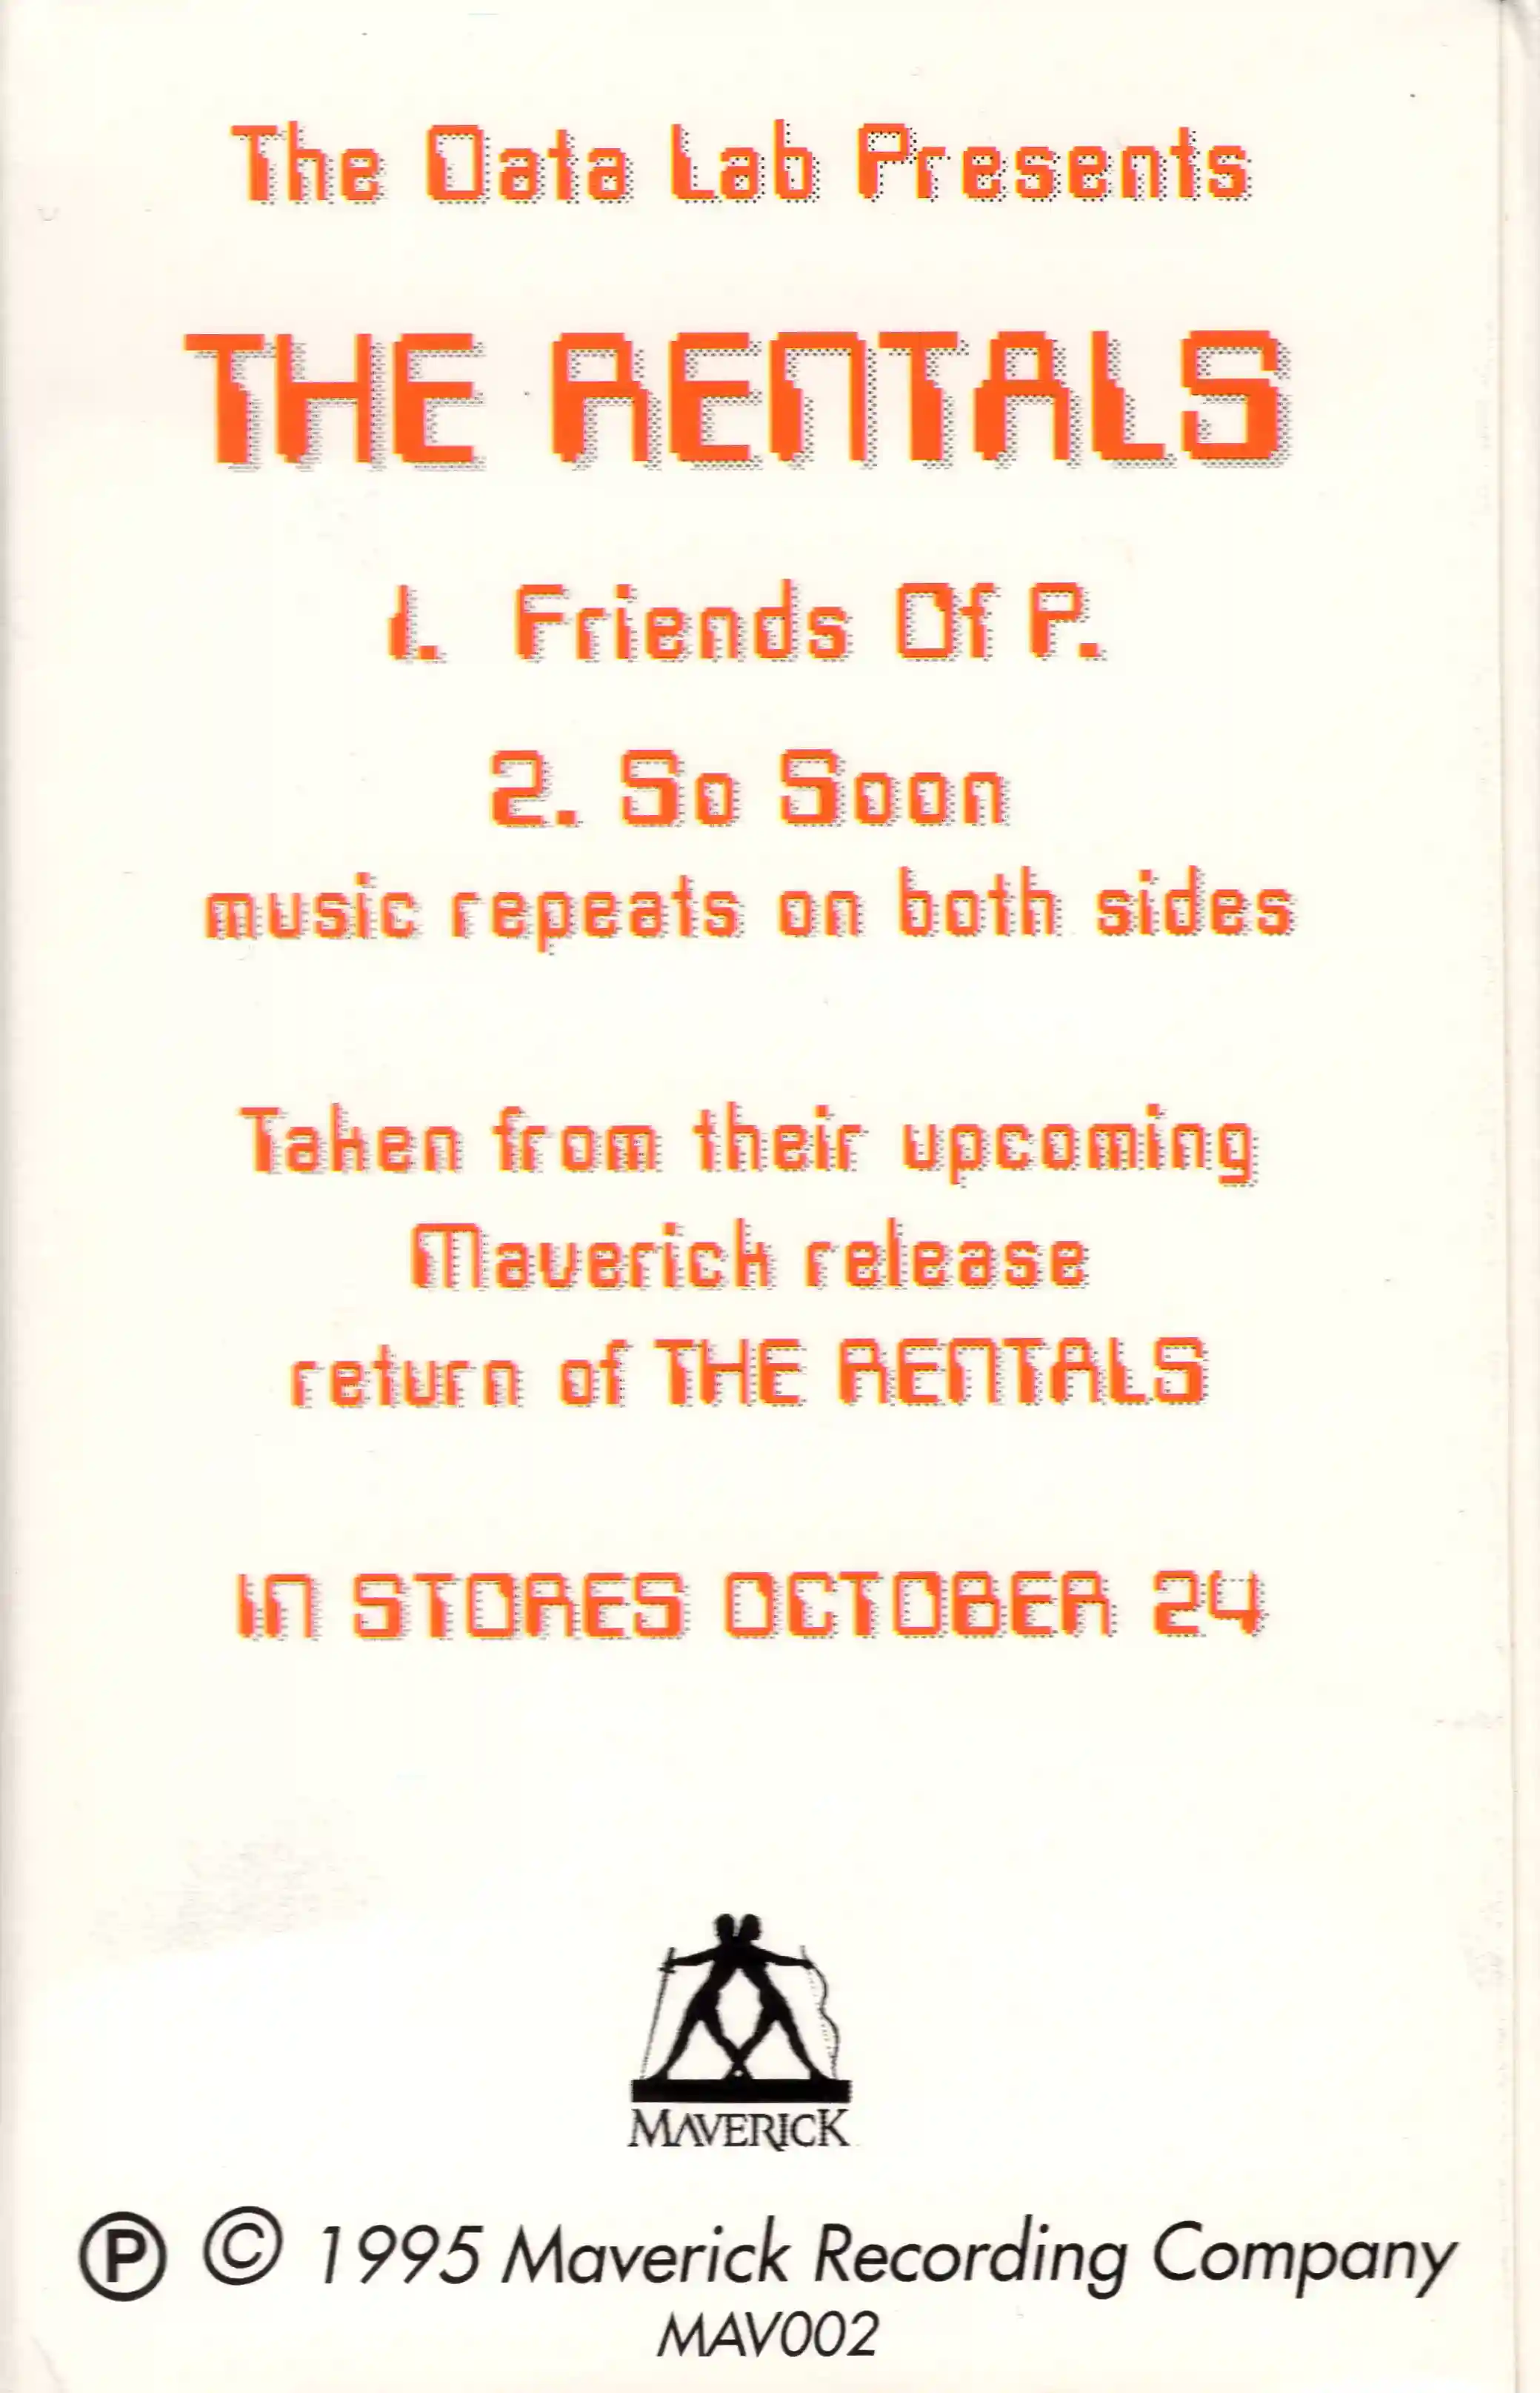 The Data Lab Presents
THE RENTALS
1. Friends Of P.
2. So Soon
music repeats on both sides
Taken from their upcoming
Maverick release
return of THE RENTALS
IN STORES OCTOBER 24
MAVERICK
℗ © 1995 Maverick Recording Company
MAV002